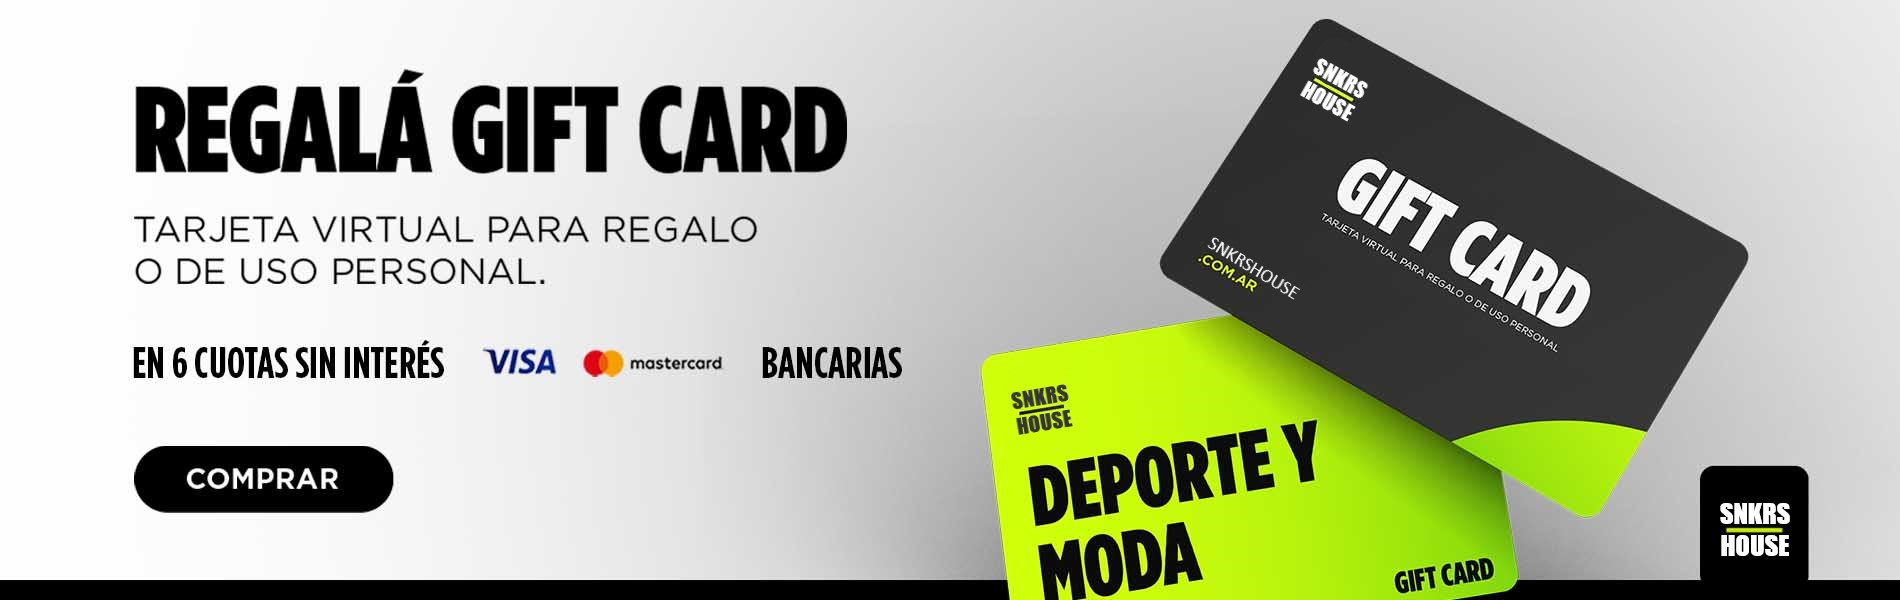 REGALÁ GIFT CARD
TARJETA VIRTUAL PARA REGALO
O DE USO PERSONAL.
EN 6 CUOTAS SIN INTERÉS VISA mastercard BANCARIAS
COMPRAR
SNKRS
HOUSE
GIFT CARD
TARJETA VIRTUAL PARA REGALO O DE USO PERSONAL
SNKRSHOUSE
.COM.AR
SNKRS
HOUSE
DEPORTE Y
MODA
GIFT CARD
SNKRS
HOUSE